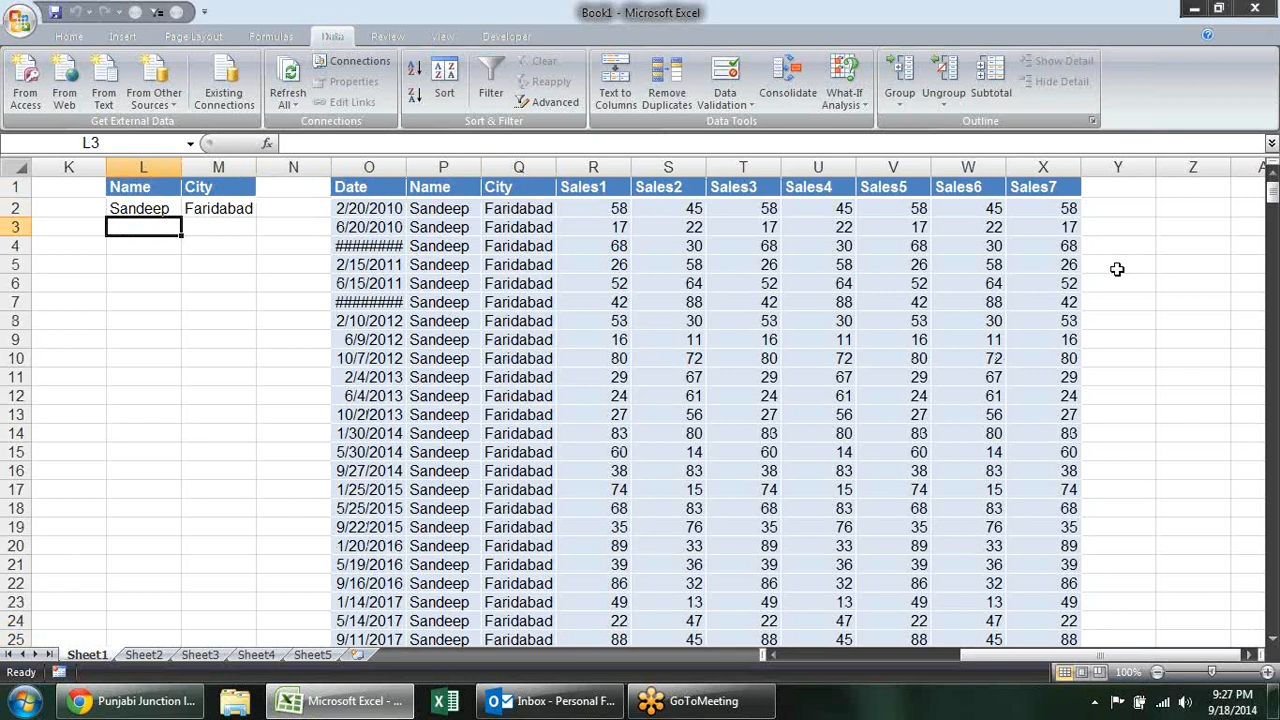 Book1 - Microsoft Excel
Home Insert Page Layout Formulas Data Review View Developer
From Access
From Web
From Text
From Other Sources
Existing Connections
Get External Data
Refresh All
Connections
Properties
Edit Links
Connections
Sort
Filter
Clear
Reapply
Advanced
Sort & Filter
Text to Columns
Remove Duplicates
Data Validation
Consolidate
What-If Analysis
Data Tools
Group
Ungroup
Subtotal
Show Detail
Hide Detail
Outline
L3 fx
K L M N O P Q R S T U V W X Y Z
1 Name City Date Name City Sales1 Sales2 Sales3 Sales4 Sales5 Sales6 Sales7
2 Sandeep Faridabad 2/20/2010 Sandeep Faridabad 58 45 58 45 58 45 58
3 6/20/2010 Sandeep Faridabad 17 22 17 22 17 22 17
4 ######## Sandeep Faridabad 68 30 68 30 68 30 68
5 2/15/2011 Sandeep Faridabad 26 58 26 58 26 58 26
6 6/15/2011 Sandeep Faridabad 52 64 52 64 52 64 52
7 ######## Sandeep Faridabad 42 88 42 88 42 88 42
8 2/10/2012 Sandeep Faridabad 53 30 53 30 53 30 53
9 6/9/2012 Sandeep Faridabad 16 11 16 11 16 11 16
10 10/7/2012 Sandeep Faridabad 80 72 80 72 80 72 80
11 2/4/2013 Sandeep Faridabad 29 67 29 67 29 67 29
12 6/4/2013 Sandeep Faridabad 24 61 24 61 24 61 24
13 10/2/2013 Sandeep Faridabad 27 56 27 56 27 56 27
14 1/30/2014 Sandeep Faridabad 83 80 83 80 83 80 83
15 5/30/2014 Sandeep Faridabad 60 14 60 14 60 14 60
16 9/27/2014 Sandeep Faridabad 38 83 38 83 38 83 38
17 1/25/2015 Sandeep Faridabad 74 15 74 15 74 15 74
18 5/25/2015 Sandeep Faridabad 68 83 68 83 68 83 68
19 9/22/2015 Sandeep Faridabad 35 76 35 76 35 76 35
20 1/20/2016 Sandeep Faridabad 89 33 89 33 89 33 89
21 5/19/2016 Sandeep Faridabad 39 36 39 36 39 36 39
22 9/16/2016 Sandeep Faridabad 86 32 86 32 86 32 86
23 1/14/2017 Sandeep Faridabad 49 13 49 13 49 13 49
24 5/14/2017 Sandeep Faridabad 22 47 22 47 22 47 22
25 9/11/2017 Sandeep Faridabad 88 45 88 45 88 45 88
Sheet1 Sheet2 Sheet3 Sheet4 Sheet5
Ready 100%
Punjabi Junction I... Microsoft Excel - ... Inbox - Personal F... GoToMeeting 9:27 PM
9/18/2014